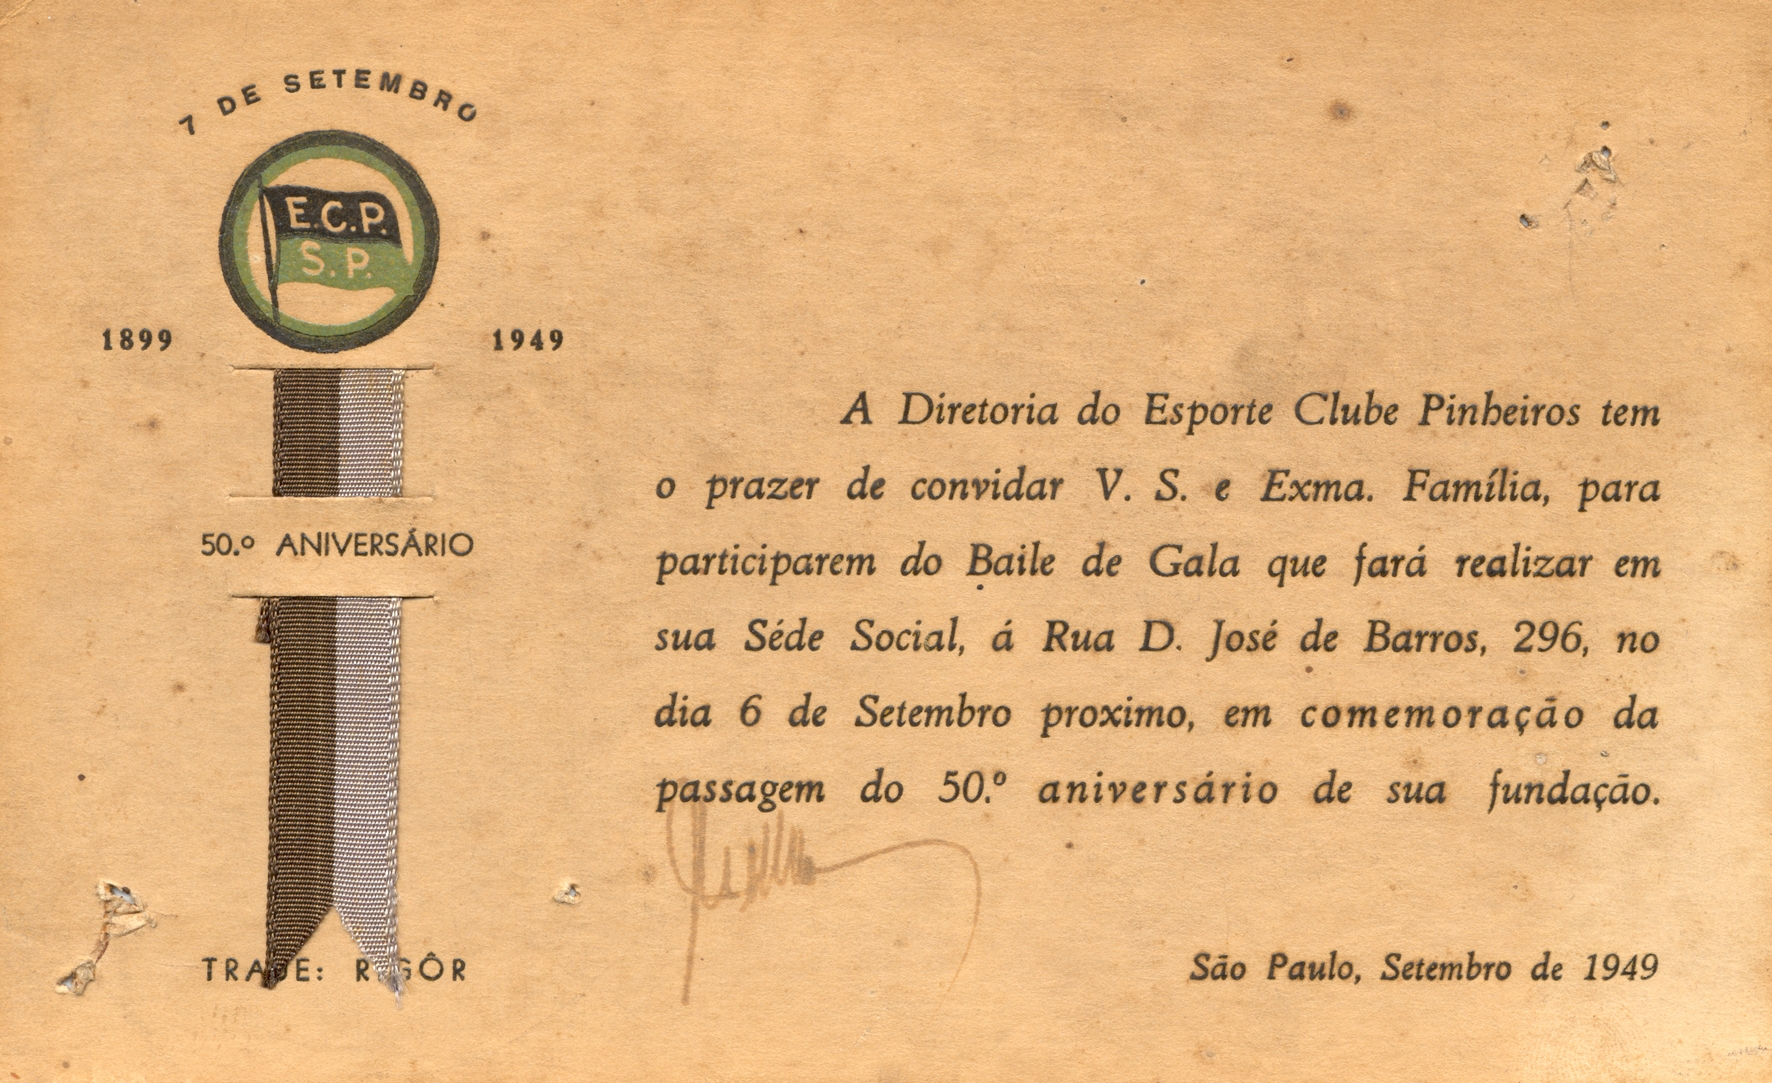 7 DE SETEMBRO
E.C.P.
S.P.
1899 1949
50.º ANIVERSÁRIO
TRAJE: RIGÔR
A Diretoria do Esporte Clube Pinheiros tem
o prazer de convidar V. S. e Exma. Família, para
participarem do Baile de Gala que fará realizar em
sua Séde Social, á Rua D. José de Barros, 296, no
dia 6 de Setembro proximo, em comemoração da
passagem do 50.º aniversário de sua fundação.
São Paulo, Setembro de 1949